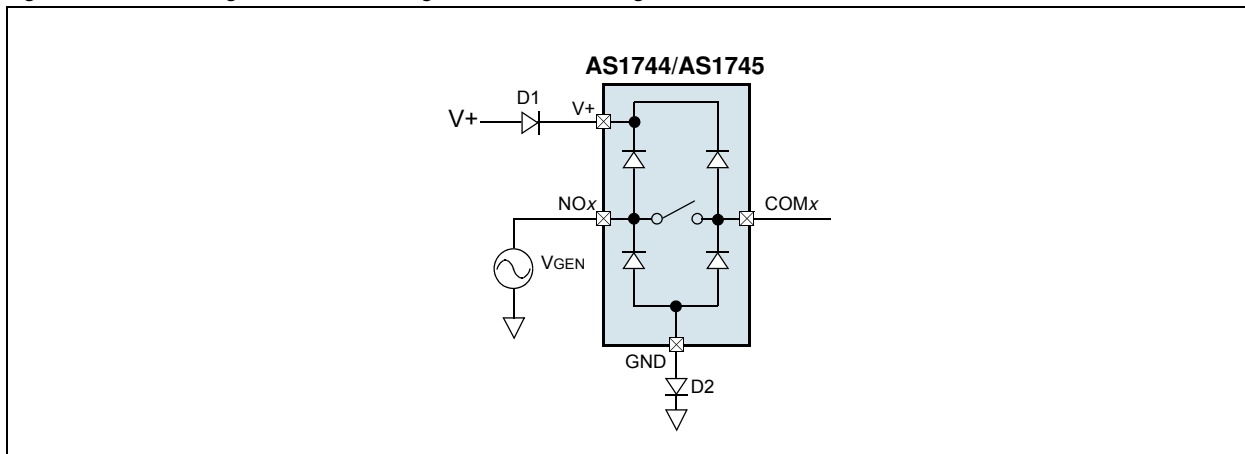 AS1744/AS1745
D1
V+
V+
NOx
COMx
VGEN
GND
D2